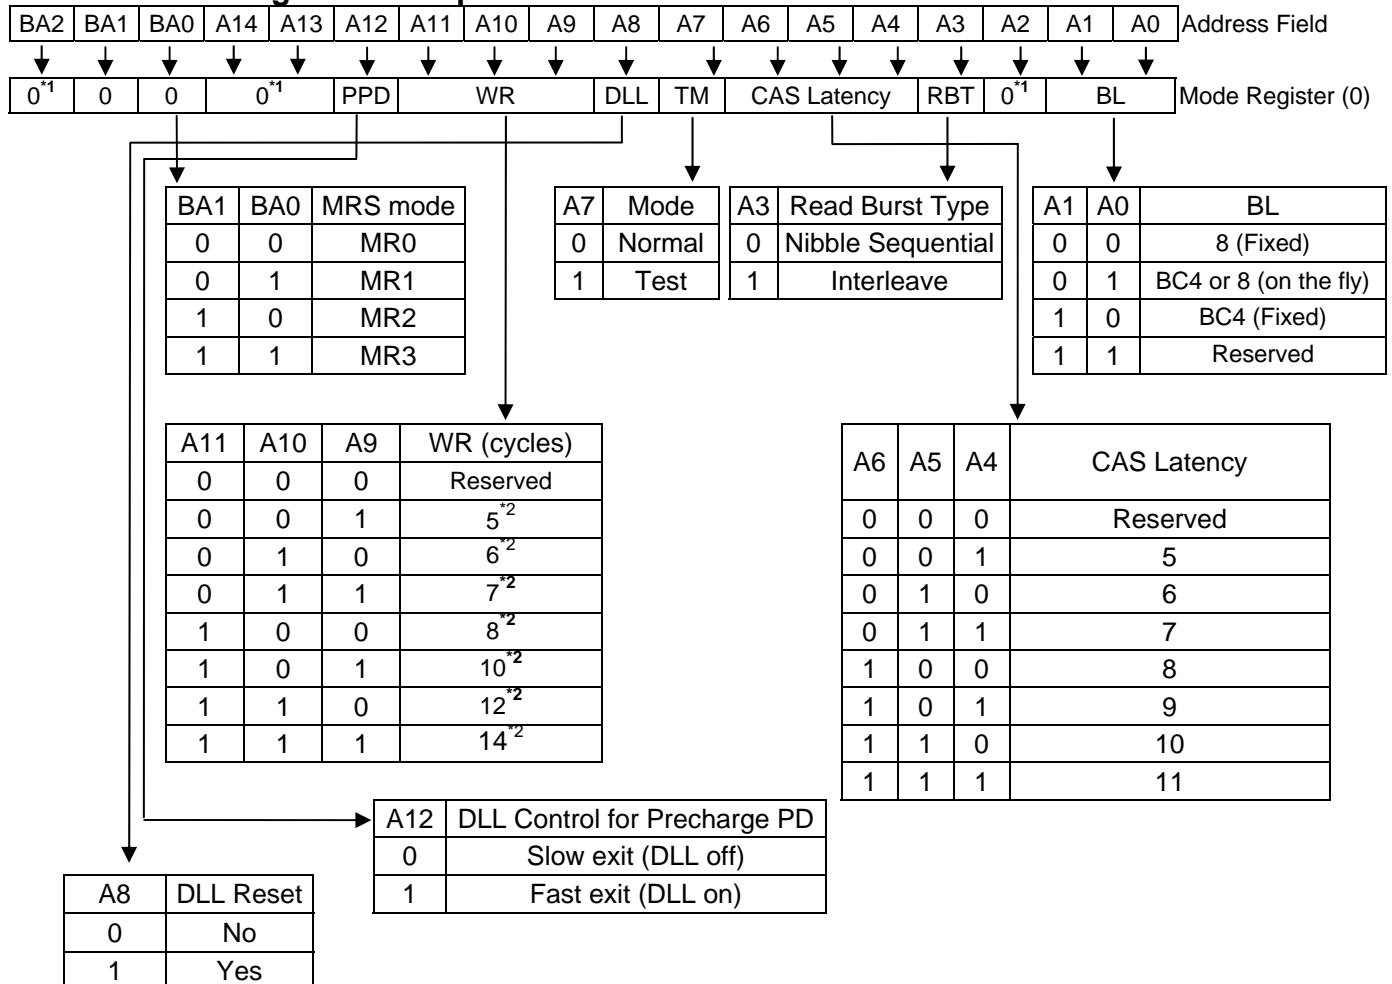 BA2 BA1 BA0 A14 A13 A12 A11 A10 A9 A8 A7 A6 A5 A4 A3 A2 A1 A0 Address Field
0*1 0 0 0*1 PPD WR DLL TM CAS Latency RBT 0*1 BL Mode Register (0)
BA1 BA0 MRS mode
0 0 MR0
0 1 MR1
1 0 MR2
1 1 MR3
A7 Mode
0 Normal
1 Test
A3 Read Burst Type
0 Nibble Sequential
1 Interleave
A1 A0 BL
0 0 8 (Fixed)
0 1 BC4 or 8 (on the fly)
1 0 BC4 (Fixed)
1 1 Reserved
A11 A10 A9 WR (cycles)
0 0 0 Reserved
0 0 1 5*2
0 1 0 6*2
0 1 1 7*2
1 0 0 8*2
1 0 1 10*2
1 1 0 12*2
1 1 1 14*2
A6 A5 A4 CAS Latency
0 0 0 Reserved
0 0 1 5
0 1 0 6
0 1 1 7
1 0 0 8
1 0 1 9
1 1 0 10
1 1 1 11
A12 DLL Control for Precharge PD
0 Slow exit (DLL off)
1 Fast exit (DLL on)
A8 DLL Reset
0 No
1 Yes